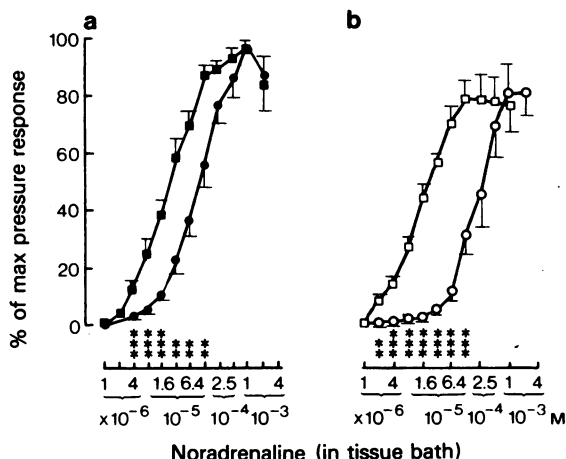 a
b
% of max pressure response
100
80
60
40
20
0
*** *** *** ** ** **
** *** *** *** *** *** ***
1 4 1.6 6.4 2.5 1 4
×10⁻⁶ 10⁻⁵ 10⁻⁴ 10⁻³
1 4 1.6 6.4 2.5 1 4
×10⁻⁶ 10⁻⁵ 10⁻⁴ 10⁻³ M
Noradrenaline (in tissue bath)